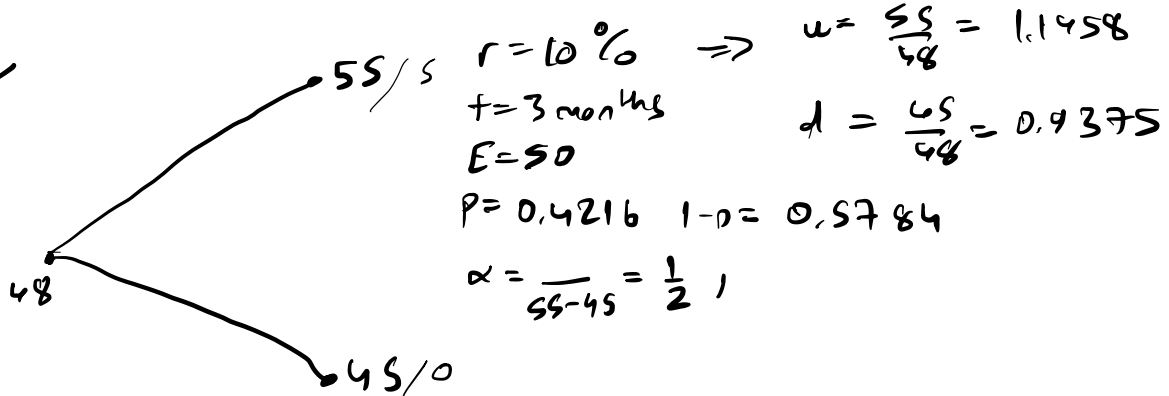 55/5
r=10% => u= 55/48 = 1.1458
t=3 months
d = 45/48 = 0.9375
E=50
P= 0.4216 1-p= 0.5784
48
α = /55-45 = 1/2 ,
45/0